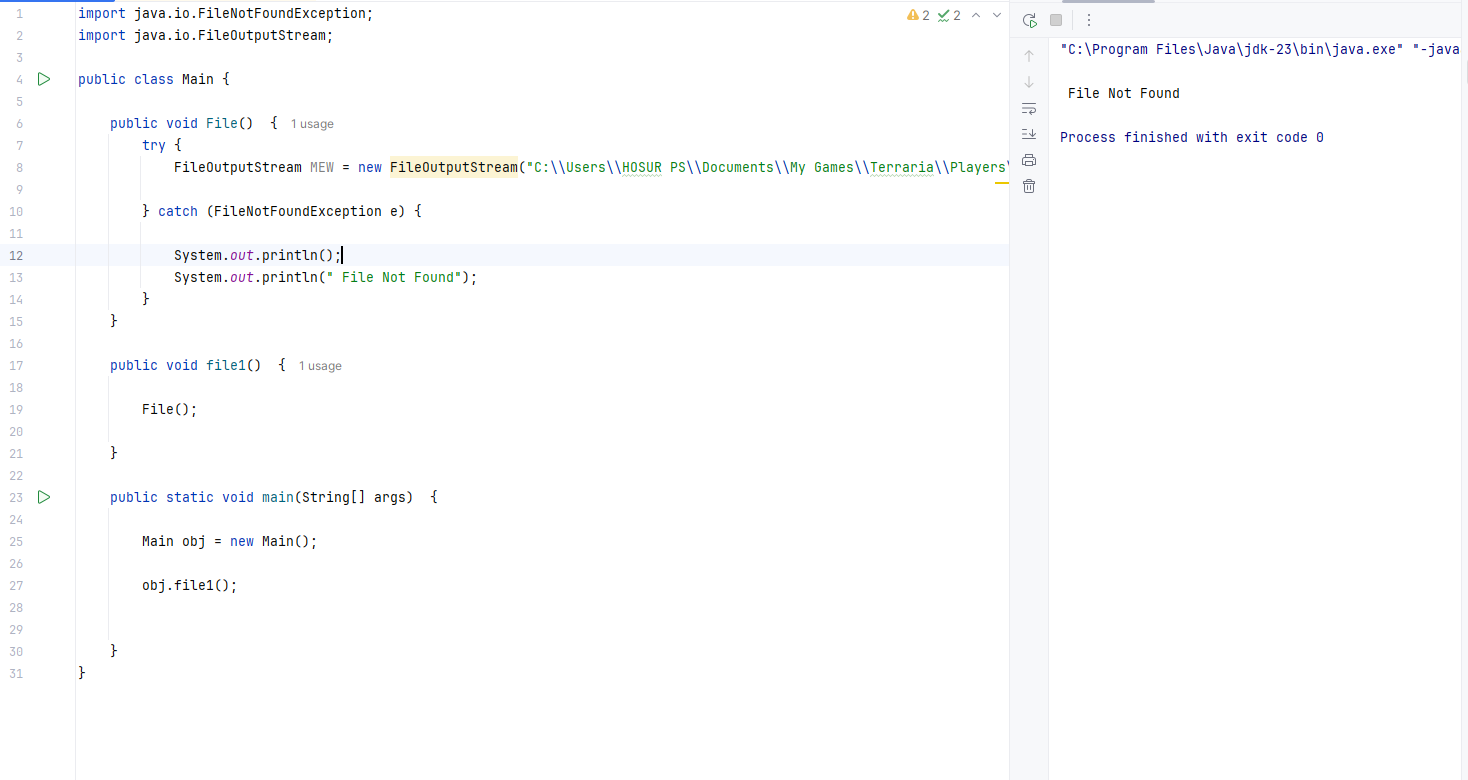 1 import java.io.FileNotFoundException;
2 import java.io.FileOutputStream;
3
4 public class Main {
5
6 public void File()  { 1 usage
7 try {
8 FileOutputStream MEW = new FileOutputStream("C:\\Users\\HOSUR PS\\Documents\\My Games\\Terraria\\Players\
9
10 } catch (FileNotFoundException e) {
11
12 System.out.println();
13 System.out.println(" File Not Found");
14 }
15 }
16
17 public void file1()  { 1 usage
18
19 File();
20
21 }
22
23 public static void main(String[] args)  {
24
25 Main obj = new Main();
26
27 obj.file1();
28
29
30 }
31 }
2 2
"C:\Program Files\Java\jdk-23\bin\java.exe" "-java
File Not Found
Process finished with exit code 0